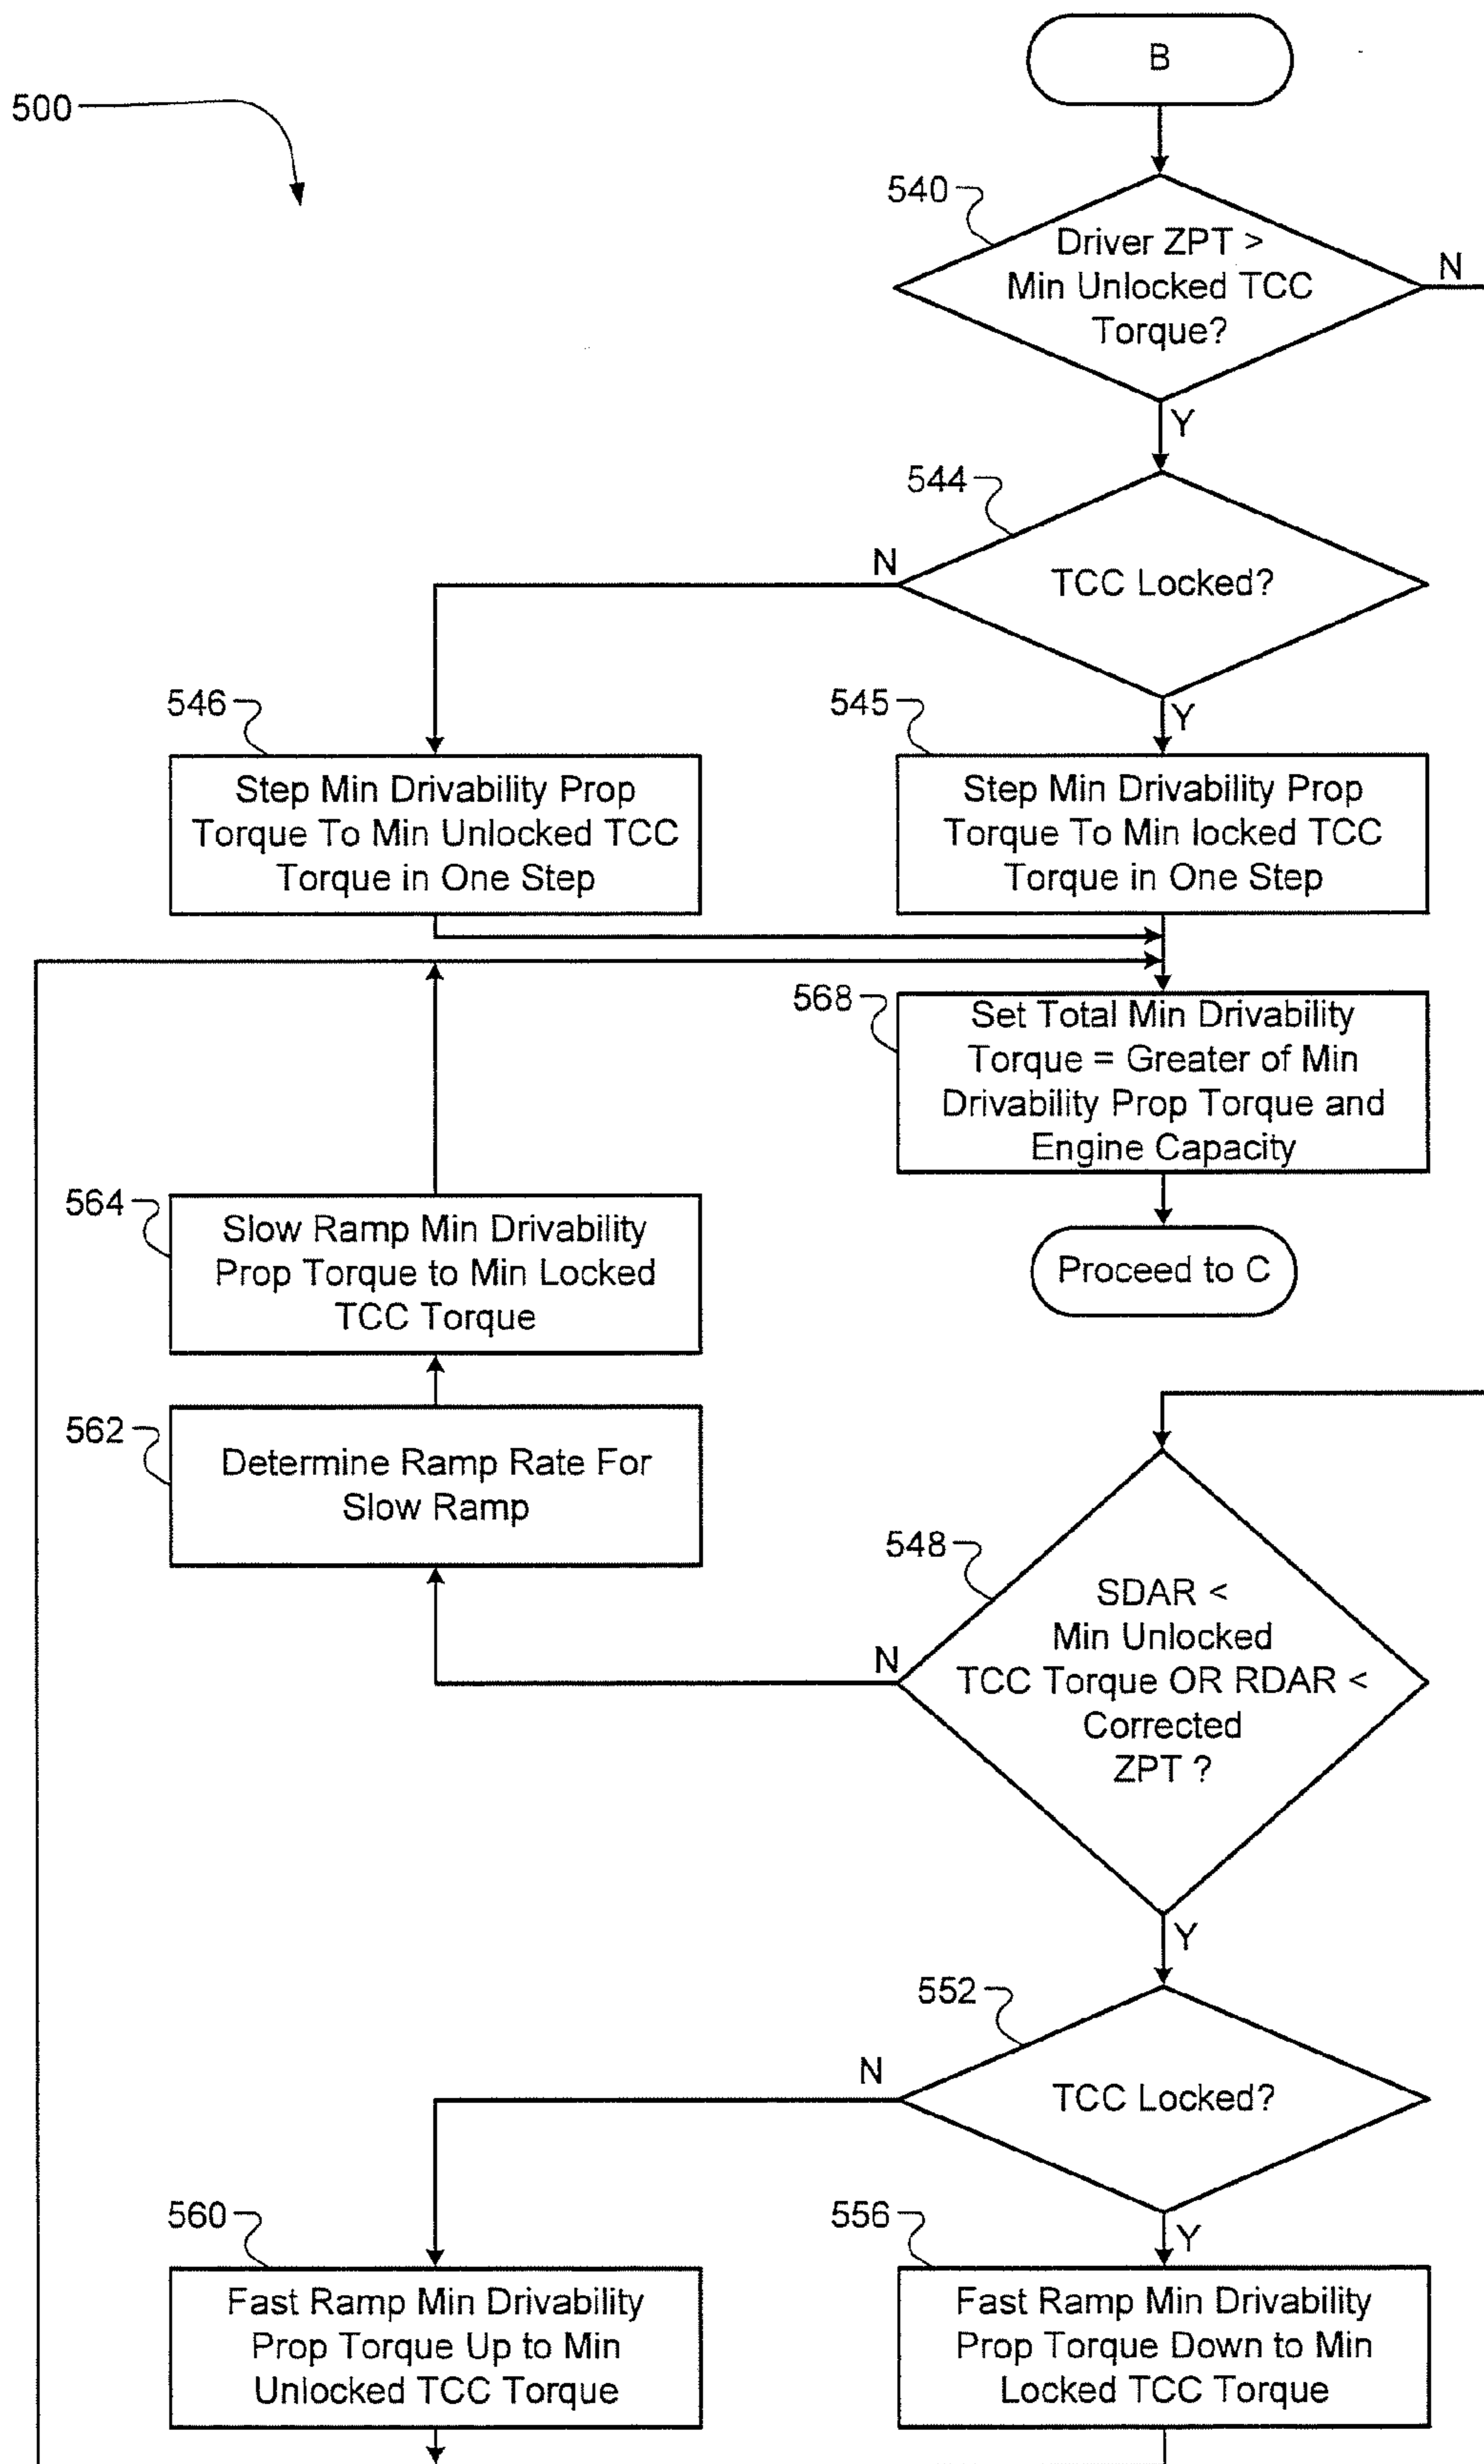 B
500
540
Driver ZPT >
Min Unlocked TCC
Torque?
N
Y
544
TCC Locked?
N
Y
546
Step Min Drivability Prop
Torque To Min Unlocked TCC
Torque in One Step
545
Step Min Drivability Prop
Torque To Min locked TCC
Torque in One Step
568
Set Total Min Drivability
Torque = Greater of Min
Drivability Prop Torque and
Engine Capacity
Proceed to C
564
Slow Ramp Min Drivability
Prop Torque to Min Locked
TCC Torque
562
Determine Ramp Rate For
Slow Ramp
548
SDAR <
Min Unlocked
TCC Torque OR RDAR <
Corrected
ZPT ?
N
Y
552
TCC Locked?
N
Y
560
Fast Ramp Min Drivability
Prop Torque Up to Min
Unlocked TCC Torque
556
Fast Ramp Min Drivability
Prop Torque Down to Min
Locked TCC Torque